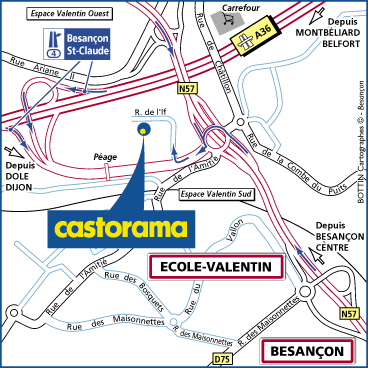 Espace Valentin Ouest
Carrefour
Depuis
MONTBÉLIARD
BELFORT
A36
Besançon
St-Claude
4
Rue Ariane II
N57
Rue de Châtillon
R. de l'If
Péage
Rue de l'Amitié
Rue de la Combe du Puits
Depuis
DOLE
DIJON
Espace Valentin Sud
castorama
Vallon
du
Rue
Depuis
BESANÇON
CENTRE
ECOLE-VALENTIN
Rue de l'Amitié
Rue des Bosquets
Rue des Maisonnettes
R. des Maisonnettes
R. des Maisonnettes
N57
D75
BESANÇON
BOTTIN Cartographes © - Besançon